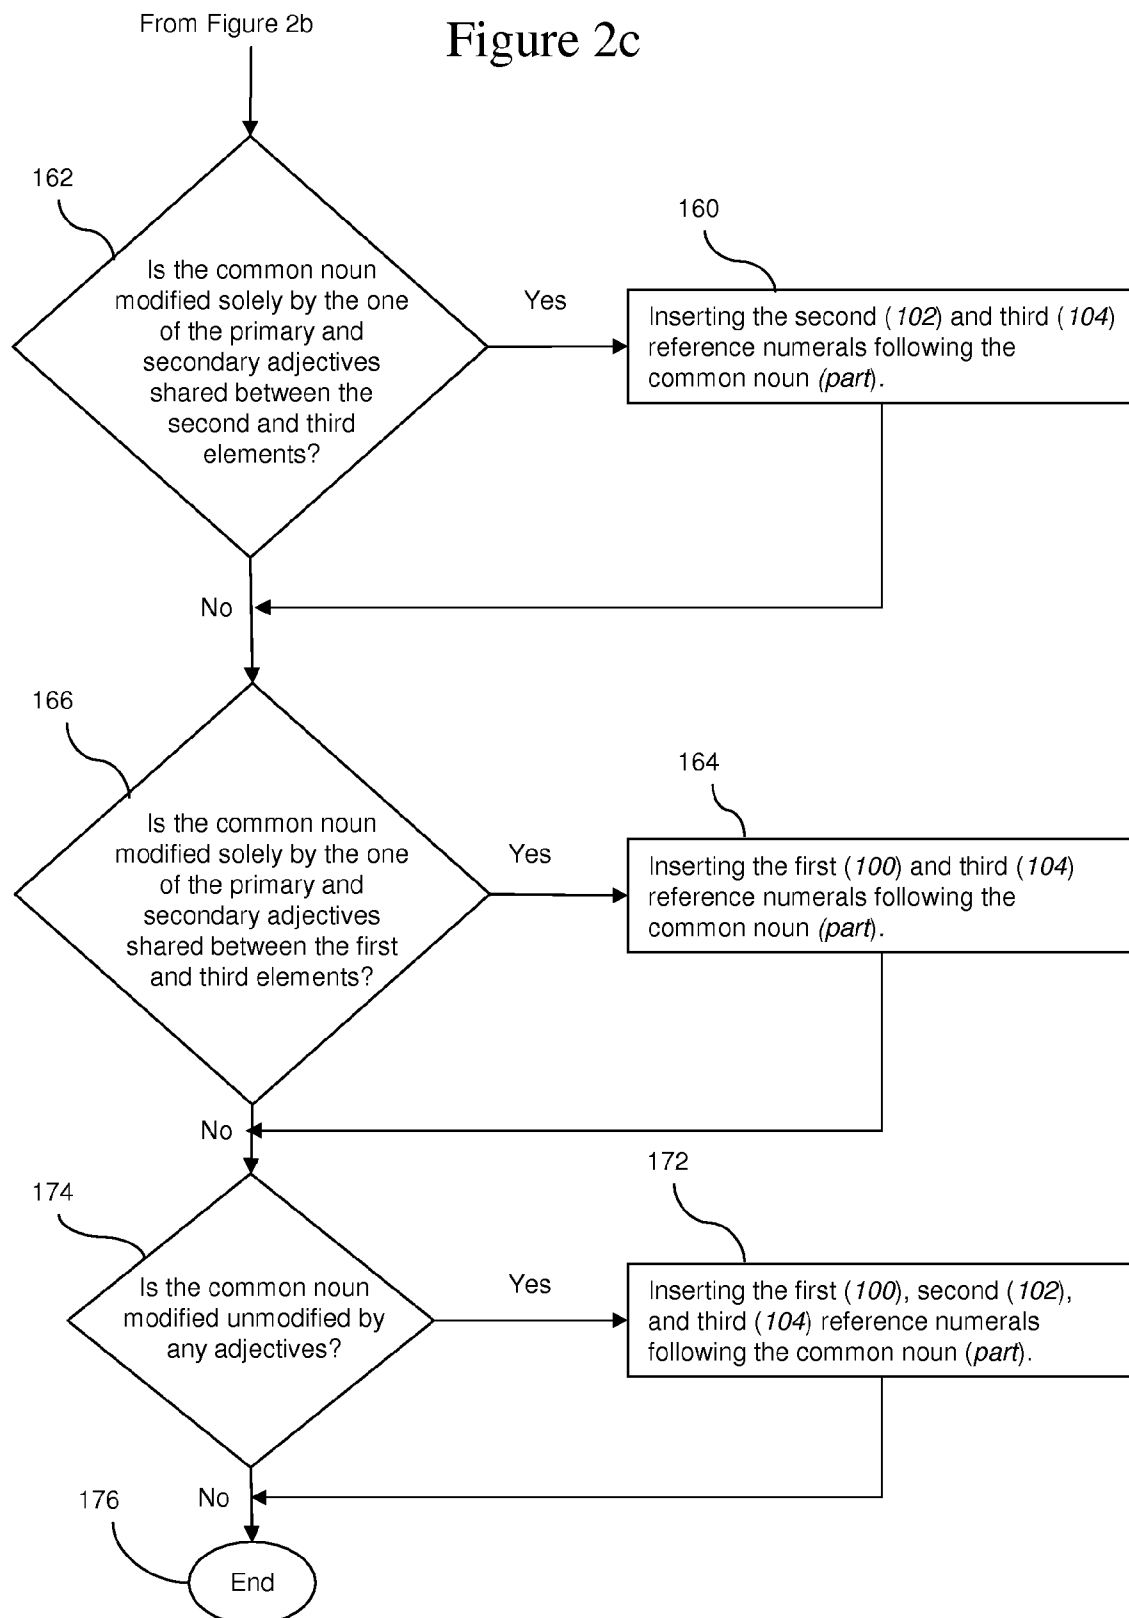 From Figure 2b
Figure 2c
162
Is the common noun
modified solely by the one
of the primary and
secondary adjectives
shared between the
second and third
elements?
Yes
160
Inserting the second (102) and third (104)
reference numerals following the
common noun (part).
No
166
Is the common noun
modified solely by the one
of the primary and
secondary adjectives
shared between the first
and third elements?
Yes
164
Inserting the first (100) and third (104)
reference numerals following the
common noun (part).
No
174
Is the common noun
modified unmodified by
any adjectives?
Yes
172
Inserting the first (100), second (102),
and third (104) reference numerals
following the common noun (part).
No
176
End